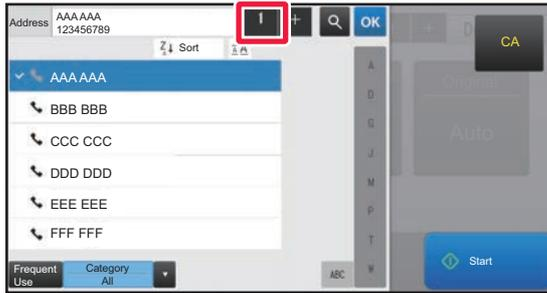 Address AAA AAA 1 + OK
123456789
CA
Z↓ Sort
AAA AAA
BBB BBB
CCC CCC
DDD DDD
EEE EEE
FFF FFF
A
D
G
J
M
P
T
W
Original
Auto
Frequent Use
Category
All
▼
ABC
Start